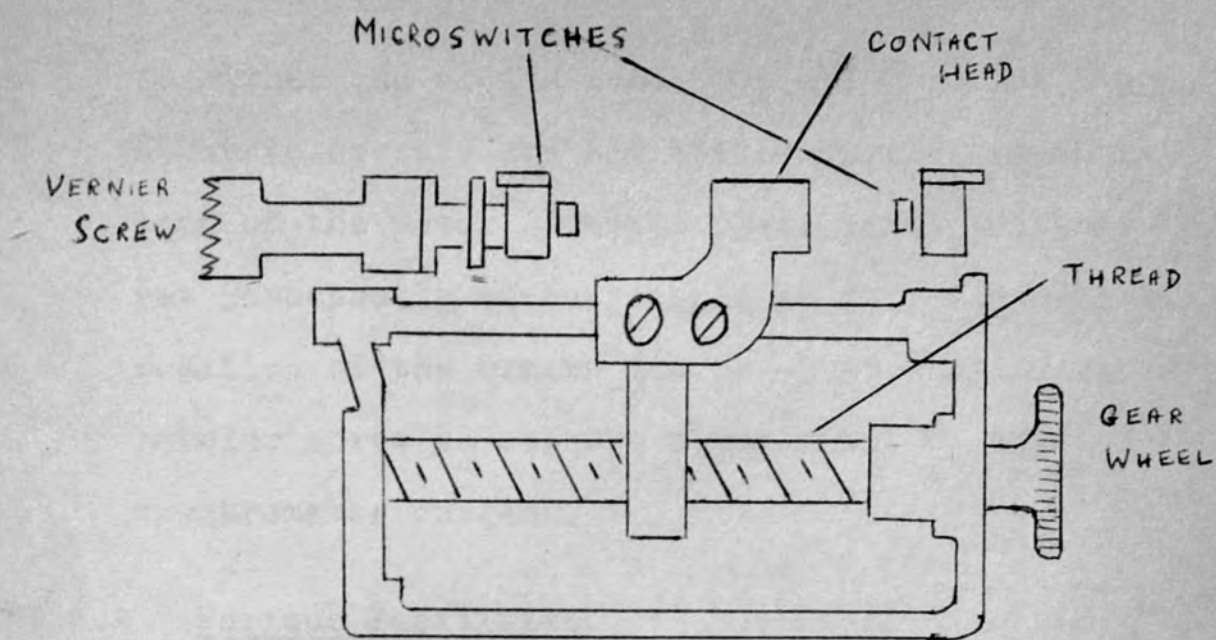 MICROSWITCHES
CONTACT
HEAD
VERNIER
SCREW
THREAD
GEAR
WHEEL